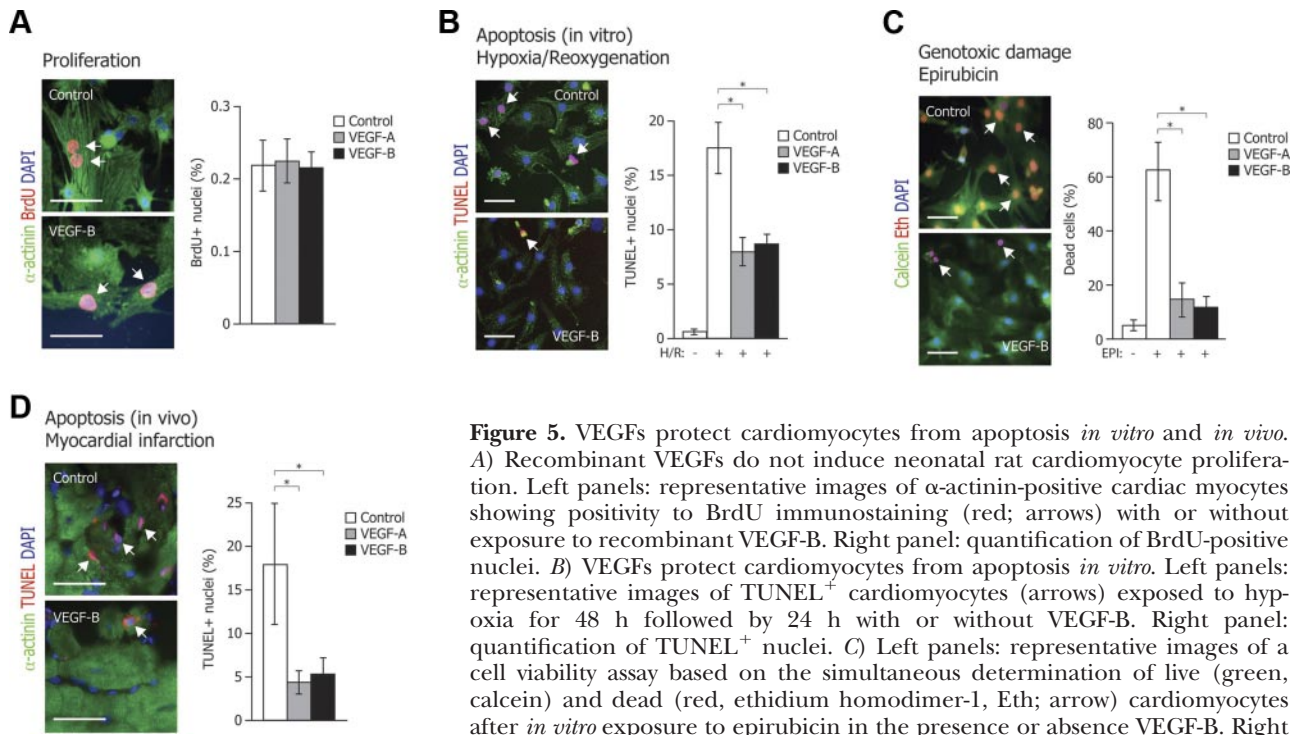 A
Proliferation
α-actinin BrdU DAPI
Control
VEGF-B
BrdU+ nuclei (%)
0.3
0.2
0.1
0
Control
VEGF-A
VEGF-B
B
Apoptosis (in vitro)
Hypoxia/Reoxygenation
α-actinin TUNEL DAPI
Control
VEGF-B
TUNEL+ nuclei (%)
20
15
10
5
0
* *
Control
VEGF-A
VEGF-B
H/R: - + + +
C
Genotoxic damage
Epirubicin
Calcein Eth DAPI
Control
VEGF-B
Dead cells (%)
80
60
40
20
0
* *
Control
VEGF-A
VEGF-B
EPI: - + + +
D
Apoptosis (in vivo)
Myocardial infarction
α-actinin TUNEL DAPI
Control
VEGF-B
TUNEL+ nuclei (%)
25
20
15
10
5
0
* *
Control
VEGF-A
VEGF-B
Figure 5. VEGFs protect cardiomyocytes from apoptosis in vitro and in vivo.
A) Recombinant VEGFs do not induce neonatal rat cardiomyocyte prolifera-
tion. Left panels: representative images of α-actinin-positive cardiac myocytes
showing positivity to BrdU immunostaining (red; arrows) with or without
exposure to recombinant VEGF-B. Right panel: quantification of BrdU-positive
nuclei. B) VEGFs protect cardiomyocytes from apoptosis in vitro. Left panels:
representative images of TUNEL+ cardiomyocytes (arrows) exposed to hyp-
oxia for 48 h followed by 24 h with or without VEGF-B. Right panel:
quantification of TUNEL+ nuclei. C) Left panels: representative images of a
cell viability assay based on the simultaneous determination of live (green,
calcein) and dead (red, ethidium homodimer-1, Eth; arrow) cardiomyocytes
after in vitro exposure to epirubicin in the presence or absence VEGF-B. Right